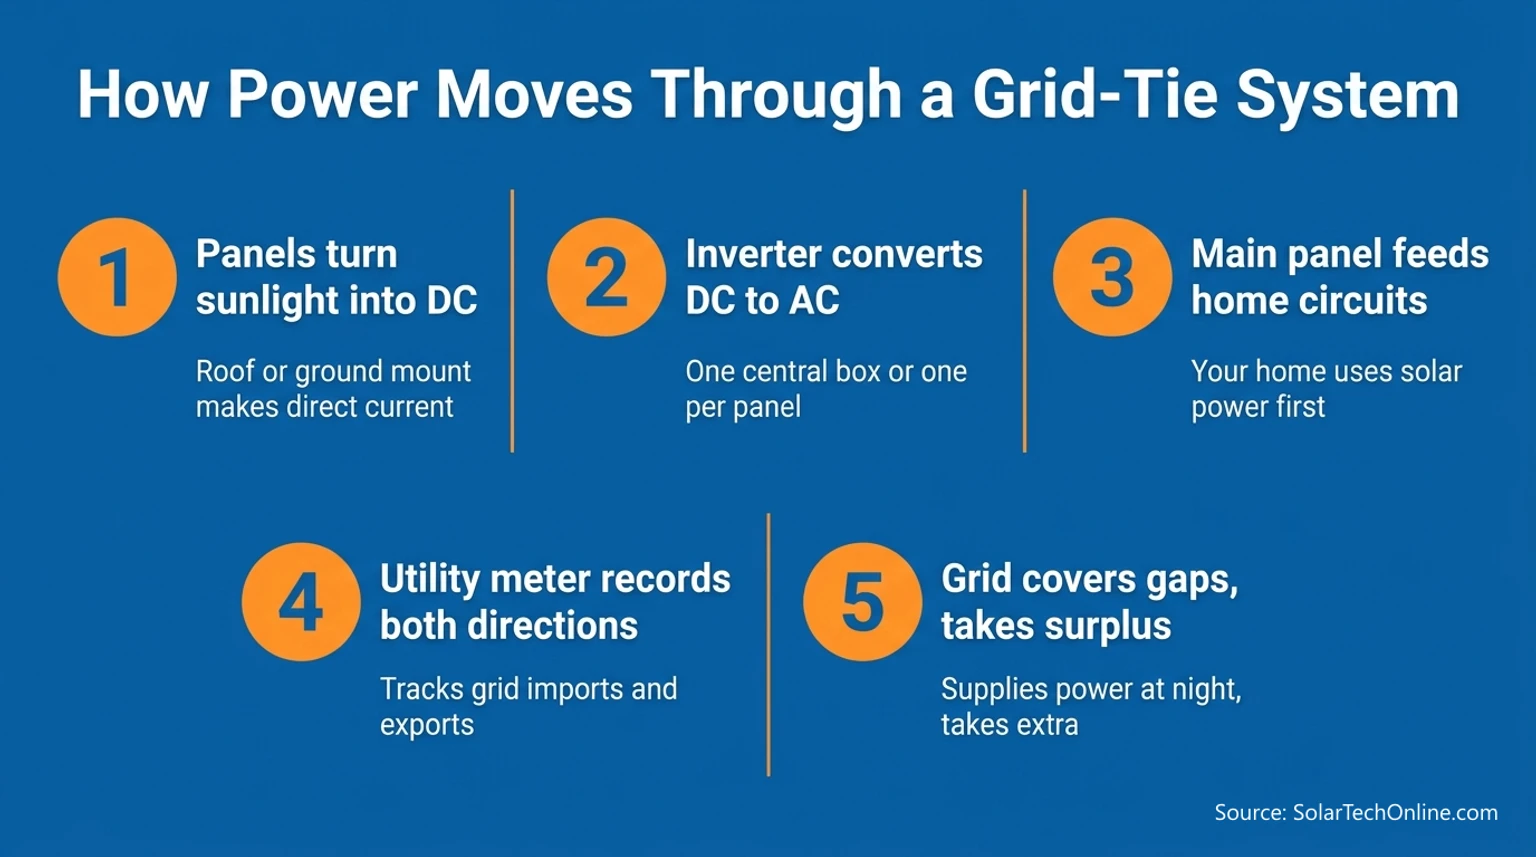 How Power Moves Through a Grid-Tie System
1
Panels turn
sunlight into DC
Roof or ground mount
makes direct current
2
Inverter converts
DC to AC
One central box or one
per panel
3
Main panel feeds
home circuits
Your home uses solar
power first
4
Utility meter records
both directions
Tracks grid imports and
exports
5
Grid covers gaps,
takes surplus
Supplies power at night,
takes extra
Source: SolarTechOnline.com